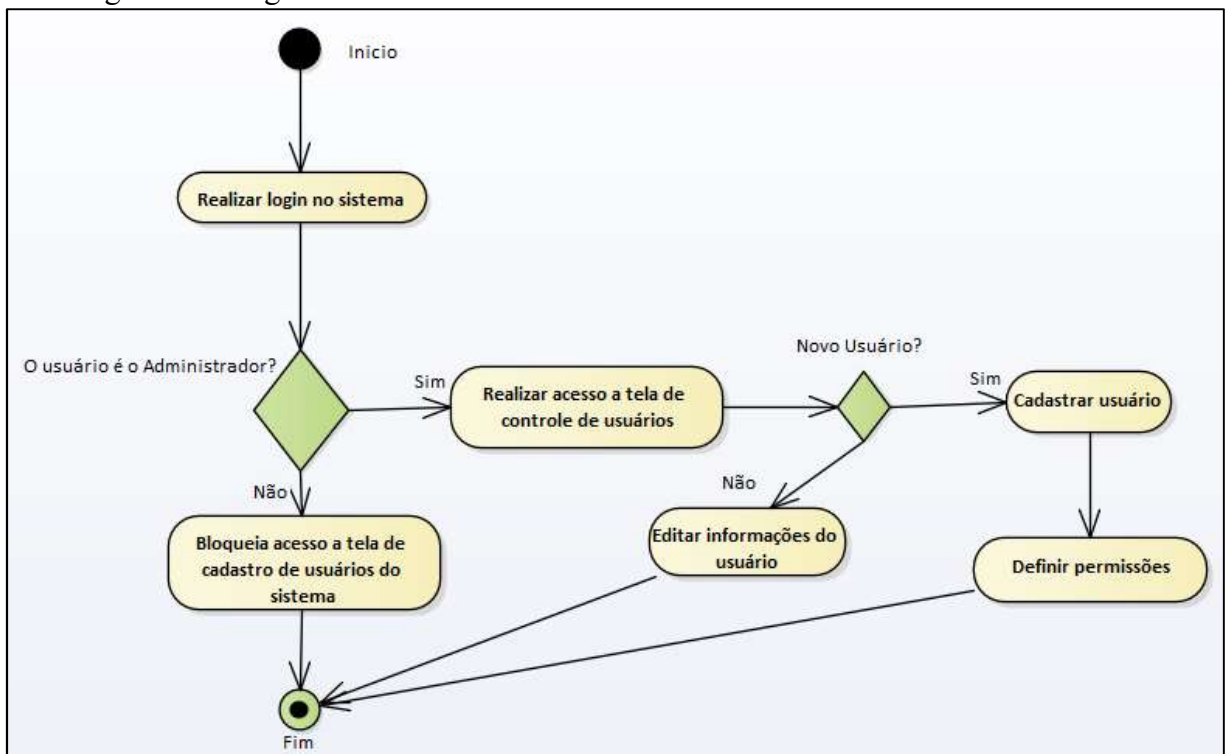 Inicio
Realizar login no sistema
O usuário é o Administrador?
Sim
Realizar acesso a tela de
controle de usuários
Novo Usuário?
Sim
Cadastrar usuário
Não
Bloqueia acesso a tela de
cadastro de usuários do
sistema
Não
Editar informações do
usuário
Definir permissões
Fim